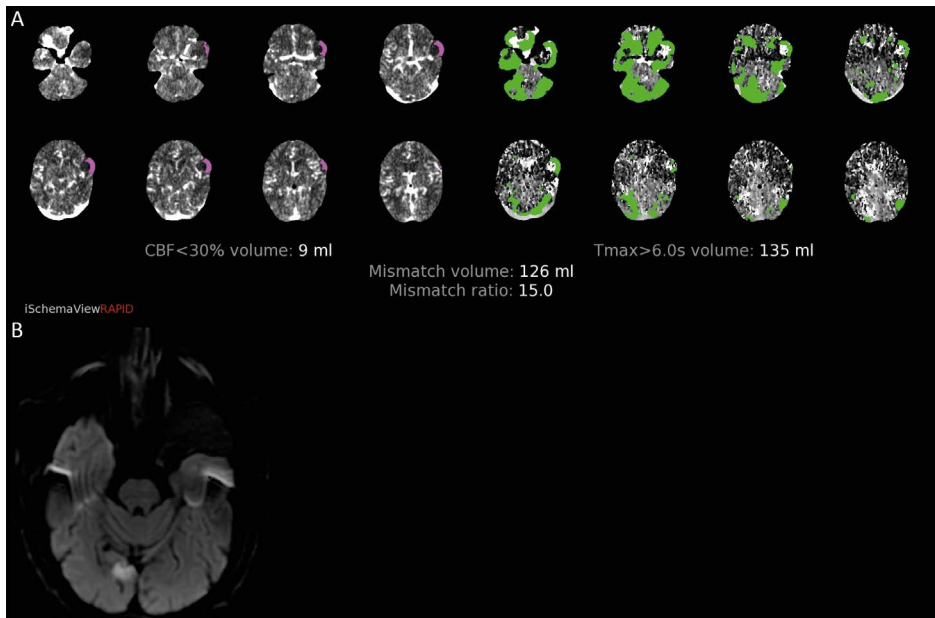 A
CBF<30% volume: 9 ml
Tmax>6.0s volume: 135 ml
Mismatch volume: 126 ml
Mismatch ratio: 15.0
iSchemaViewRAPID
B